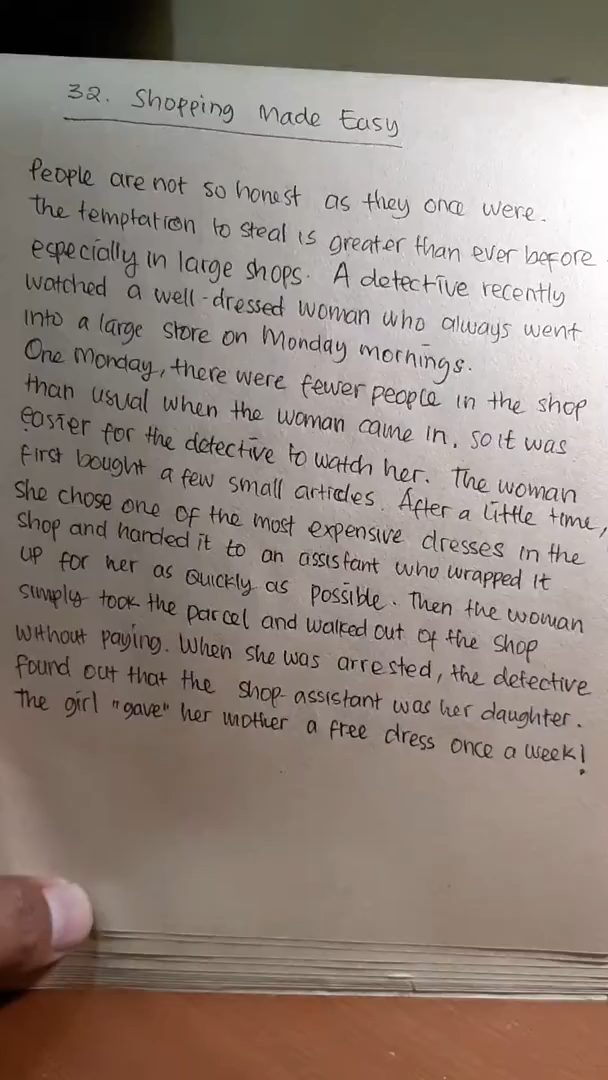 32. Shopping Made Easy
People are not so honest as they once were.
The temptation to steal is greater than ever before.
especially in large shops. A detective recently
watched a well-dressed woman who always went
into a large store on Monday mornings.
One Monday, there were fewer people in the shop
than usual when the woman came in, so it was
easier for the detective to watch her. The woman
first bought a few small articles. After a little time,
she chose one of the most expensive dresses in the
shop and handed it to an assistant who wrapped it
up for her as quickly as possible. Then the woman
simply took the parcel and walked out of the shop
without paying. When she was arrested, the detective
found out that the shop-assistant was her daughter.
The girl "gave" her mother a free dress once a week!